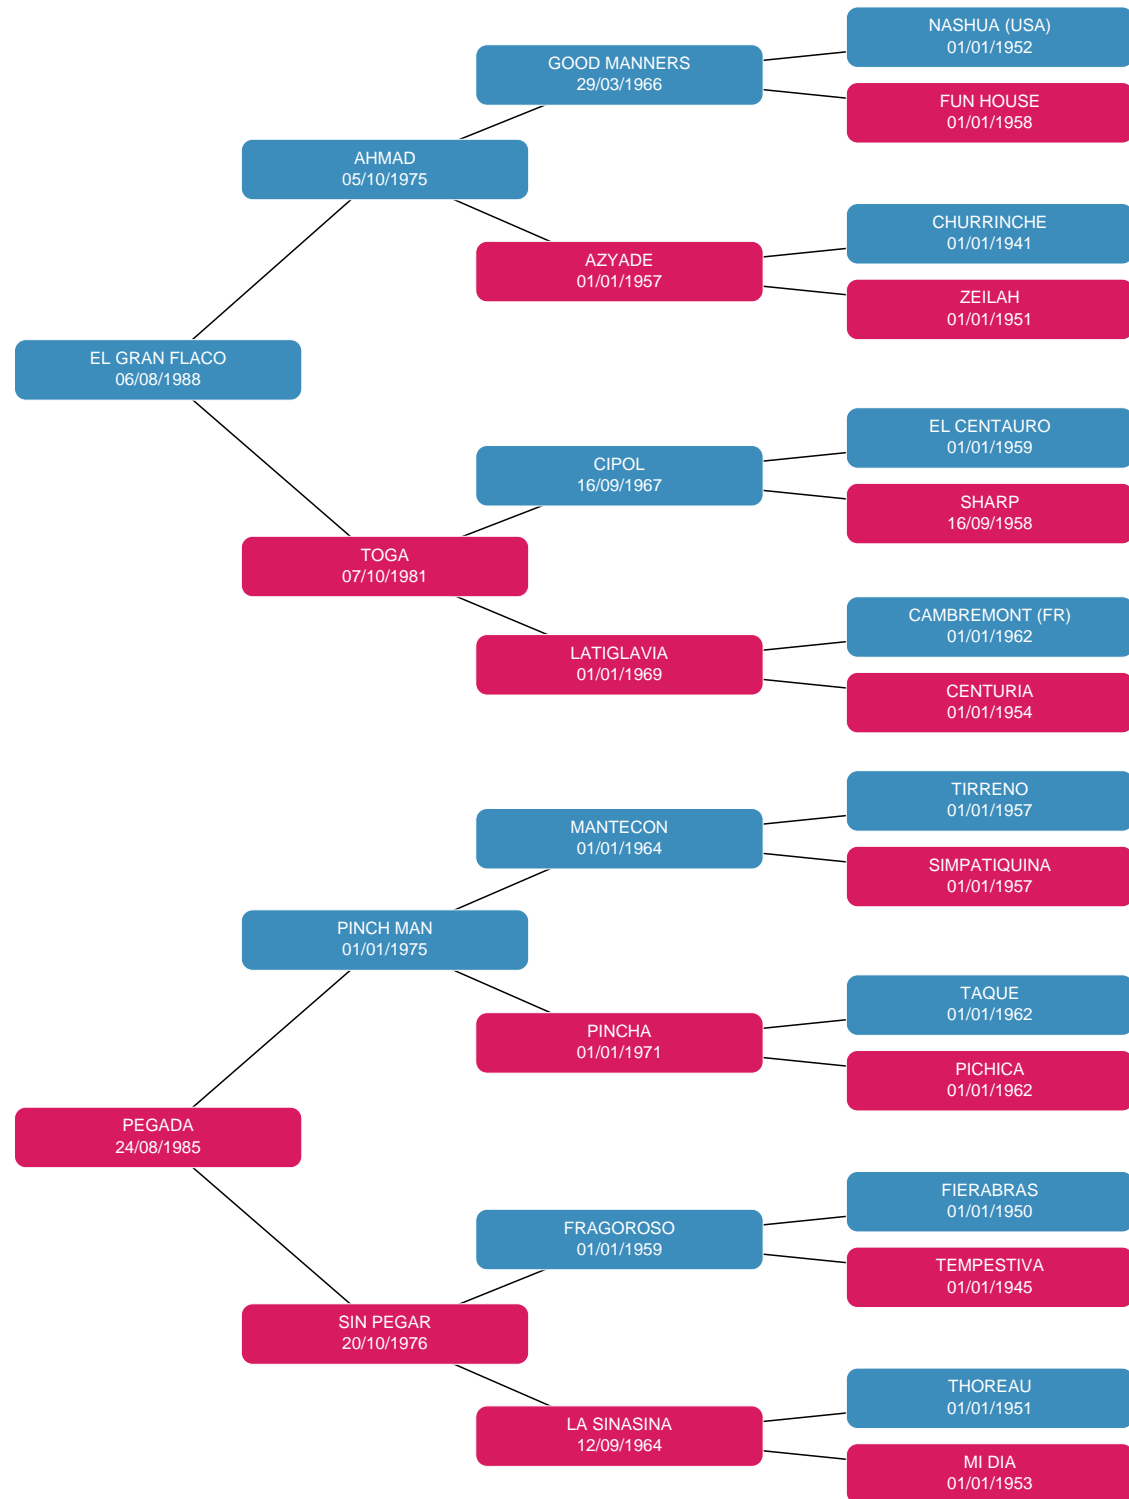 NASHUA (USA)
01/01/1952
GOOD MANNERS
29/03/1966
FUN HOUSE
01/01/1958
AHMAD
05/10/1975
CHURRINCHE
01/01/1941
AZYADE
01/01/1957
ZEILAH
01/01/1951
EL GRAN FLACO
06/08/1988
EL CENTAURO
01/01/1959
CIPOL
16/09/1967
SHARP
16/09/1958
TOGA
07/10/1981
CAMBREMONT (FR)
01/01/1962
LATIGLAVIA
01/01/1969
CENTURIA
01/01/1954
TIRRENO
01/01/1957
MANTECON
01/01/1964
SIMPATIQUINA
01/01/1957
PINCH MAN
01/01/1975
TAQUE
01/01/1962
PINCHA
01/01/1971
PICHICA
01/01/1962
PEGADA
24/08/1985
FIERABRAS
01/01/1950
FRAGOROSO
01/01/1959
TEMPESTIVA
01/01/1945
SIN PEGAR
20/10/1976
THOREAU
01/01/1951
LA SINASINA
12/09/1964
MI DIA
01/01/1953